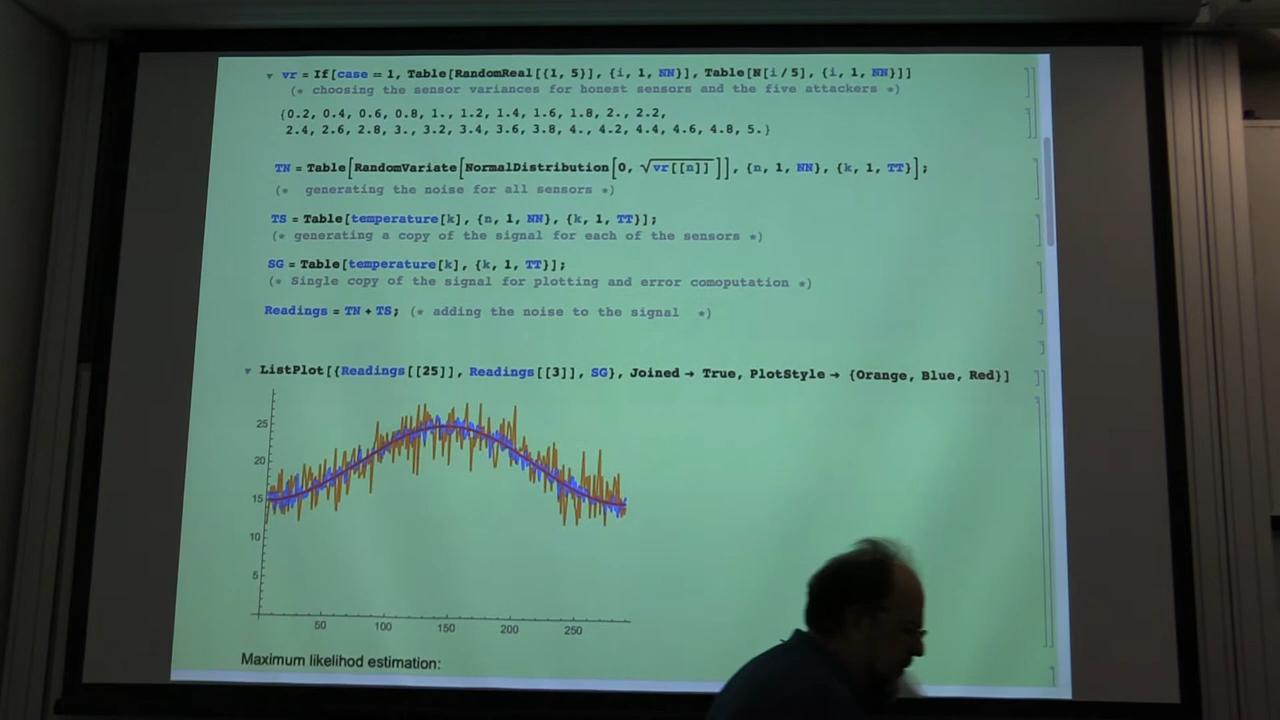 vr = If[case = 1, Table[RandomReal[{1, 5}], {i, 1, NN}], Table[N[i/5], {i, 1, NN}]]
(* choosing the sensor variances for honest sensors and the five attackers *)
{0.2, 0.4, 0.6, 0.8, 1., 1.2, 1.4, 1.6, 1.8, 2., 2.2,
2.4, 2.6, 2.8, 3., 3.2, 3.4, 3.6, 3.8, 4., 4.2, 4.4, 4.6, 4.8, 5.}
TN = Table[RandomVariate[NormalDistribution[0, √vr[[n]]]], {n, 1, NN}, {k, 1, TT}];
(* generating the noise for all sensors *)
TS = Table[temperature[k], {n, 1, NN}, {k, 1, TT}];
(* generating a copy of the signal for each of the sensors *)
SG = Table[temperature[k], {k, 1, TT}];
(* Single copy of the signal for plotting and error comoputation *)
Readings = TN + TS; (* adding the noise to the signal *)
ListPlot[{Readings[[25]], Readings[[3]], SG}, Joined → True, PlotStyle → {Orange, Blue, Red}]
25
20
15
10
5
50 100 150 200 250
Maximum likelihod estimation: